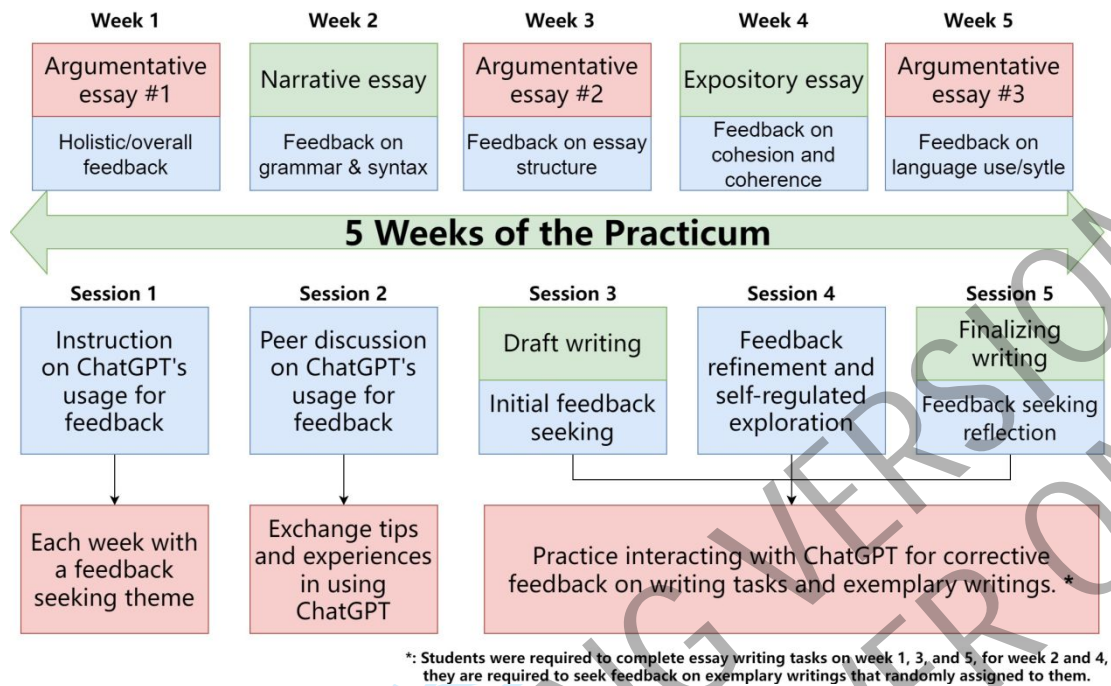 Week 1
Week 2
Week 3
Week 4
Week 5
Argumentative
essay #1
Narrative essay
Argumentative
essay #2
Expository essay
Argumentative
essay #3
Holistic/overall
feedback
Feedback on
grammar & syntax
Feedback on essay
structure
Feedback on
cohesion and
coherence
Feedback on
language use/sytle
5 Weeks of the Practicum
Session 1
Session 2
Session 3
Session 4
Session 5
Instruction
on ChatGPT's
usage for
feedback
Peer discussion
on ChatGPT's
usage for
feedback
Draft writing
Initial feedback
seeking
Feedback
refinement and
self-regulated
exploration
Finalizing
writing
Feedback seeking
reflection
Each week with
a feedback
seeking theme
Exchange tips
and experiences
in using
ChatGPT
Practice interacting with ChatGPT for corrective
feedback on writing tasks and exemplary writings. *
*: Students were required to complete essay writing tasks on week 1, 3, and 5, for week 2 and 4,
they are required to seek feedback on exemplary writings that randomly assigned to them.